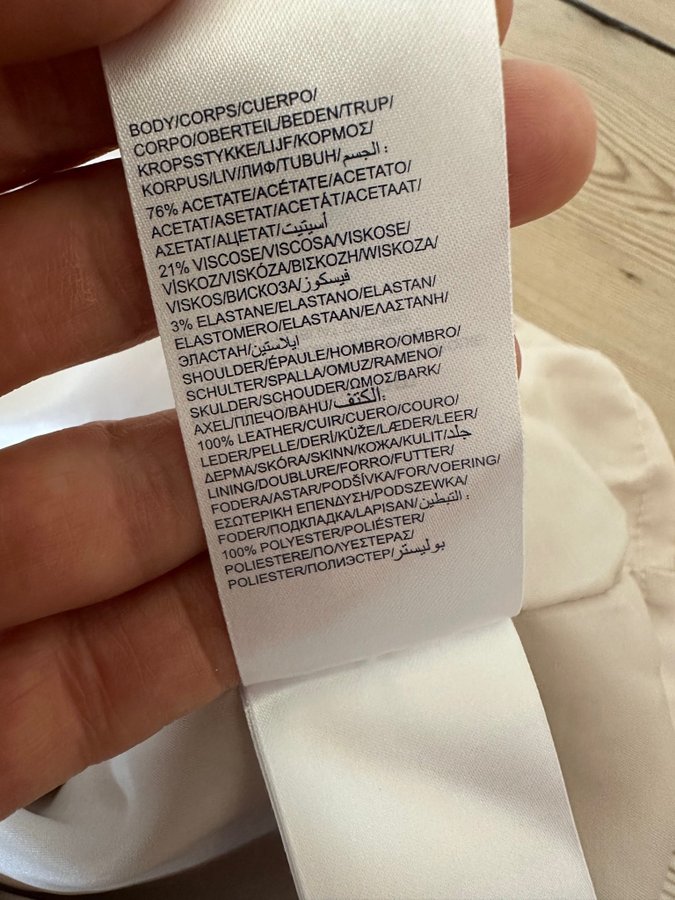 BODY/CORPS/CUERPO/
CORPO/OBERTEIL/BEDEN/TRUP/
KROPSSTYKKE/LIJF/ΚΟΡΜΟΣ/
KORPUS/LIV/ЛИФ/TUBUH/الجسم:
76% ACETATE/ACÉTATE/ACETATO/
ACETAT/ASETAT/ACETÁT/ACETAAT/
ΑΣΕΤΑΤ/АЦЕТАТ/أسيتيت
21% VISCOSE/VISCOSA/VISKOSE/
VİSKOZ/VISKÓZA/ΒΙΣΚΟΖΗ/WISKOZA/
VISKOS/ВИСКОЗА/فيسكوز
3% ELASTANE/ELASTANO/ELASTAN/
ELASTOMERO/ELASTAAN/ΕΛΑΣΤΑΝΗ/
ЭЛАСТАН/ايلاستين
SHOULDER/ÉPAULE/HOMBRO/OMBRO/
SCHULTER/SPALLA/OMUZ/RAMENO/
SKULDER/SCHOUDER/ΩΜΟΣ/BARK/
AXEL/ПЛЕЧО/BAHU/الكتف:
100% LEATHER/CUIR/CUERO/COURO/
LEDER/PELLE/DERİ/KŮŽE/LÆDER/LEER/
ΔΕΡΜΑ/SKÓRA/SKINN/КОЖА/KULIT/جلد
LINING/DOUBLURE/FORRO/FUTTER/
FODERA/ASTAR/PODŠÍVKA/FOR/VOERING/
ΕΣΩΤΕΡΙΚΗ ΕΠΕΝΔΥΣΗ/PODSZEWKA/
FODER/ПОДКЛАДКА/LAPISAN/التبطين:
100% POLYESTER/POLIÉSTER/
POLIESTERE/ΠΟΛΥΕΣΤΕΡΑΣ/
POLIESTER/ПОЛИЭСТЕР/بوليستر